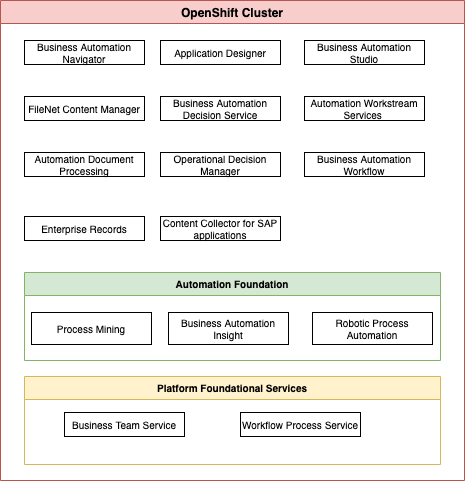 OpenShift Cluster
Business Automation
Navigator
Application Designer
Business Automation
Studio
FileNet Content Manager
Business Automation
Decision Service
Automation Workstream
Services
Automation Document
Processing
Operational Decision
Manager
Business Automation
Workflow
Enterprise Records
Content Collector for SAP
applications
Automation Foundation
Process Mining
Business Automation
Insight
Robotic Process
Automation
Platform Foundational Services
Business Team Service
Workflow Process Service